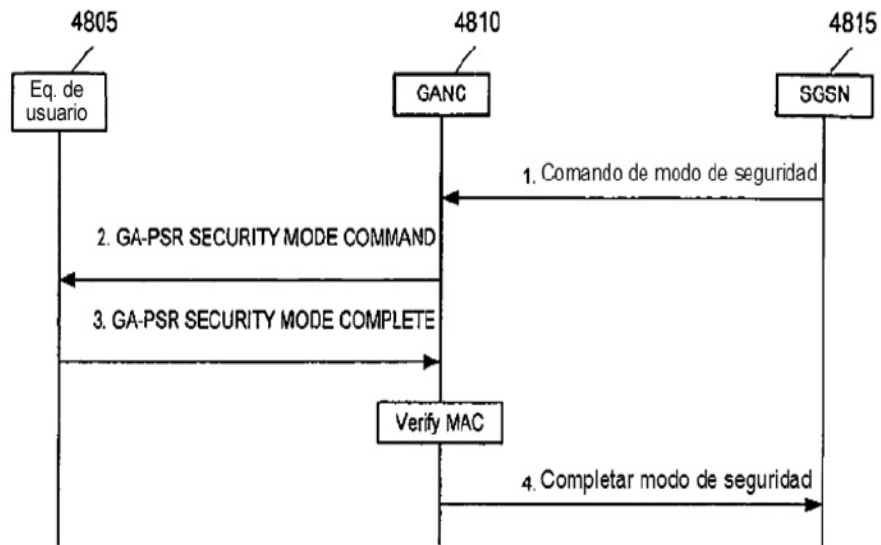 4805
4810
4815
Eq. de
usuario
GANC
SGSN
1. Comando de modo de seguridad
2. GA-PSR SECURITY MODE COMMAND
3. GA-PSR SECURITY MODE COMPLETE
Verify MAC
4. Completar modo de seguridad